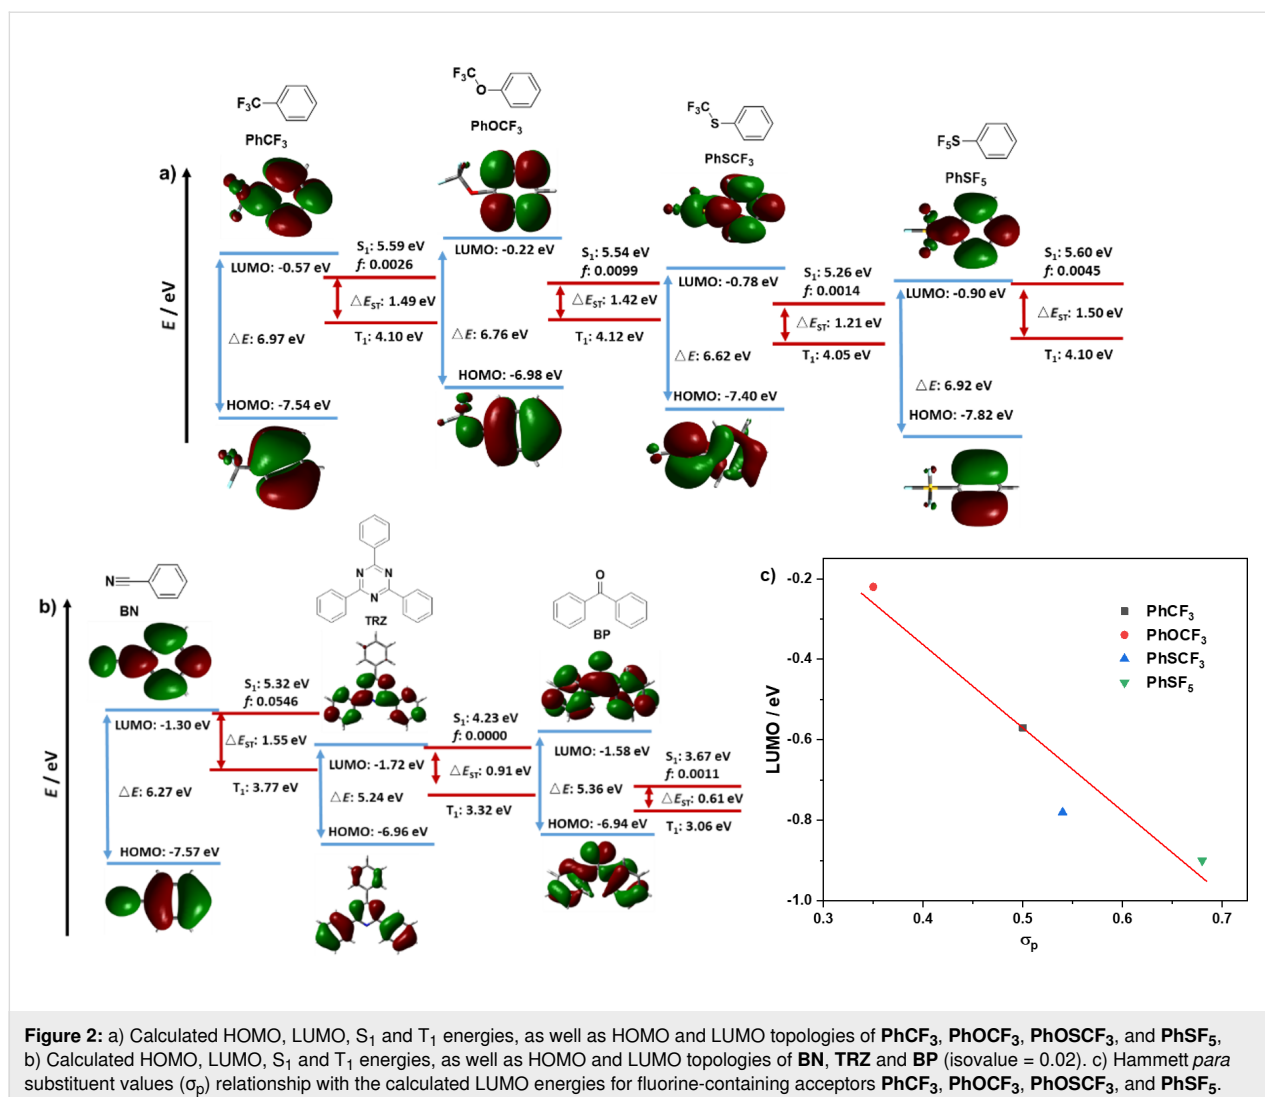 F₃C
PhCF₃
F₃C
O
PhOCF₃
F₃C
S
PhSCF₃
F₅S
PhSF₅
a)
E / eV
LUMO: -0.57 eV
S₁: 5.59 eV
f: 0.0026
△EST: 1.49 eV
T₁: 4.10 eV
△E: 6.97 eV
HOMO: -7.54 eV
LUMO: -0.22 eV
S₁: 5.54 eV
f: 0.0099
△EST: 1.42 eV
T₁: 4.12 eV
△E: 6.76 eV
HOMO: -6.98 eV
LUMO: -0.78 eV
S₁: 5.26 eV
f: 0.0014
△EST: 1.21 eV
T₁: 4.05 eV
△E: 6.62 eV
HOMO: -7.40 eV
LUMO: -0.90 eV
S₁: 5.60 eV
f: 0.0045
△EST: 1.50 eV
T₁: 4.10 eV
△E: 6.92 eV
HOMO: -7.82 eV
b)
E / eV
N
BN
N
N
N
TRZ
O
BP
LUMO: -1.30 eV
S₁: 5.32 eV
f: 0.0546
△EST: 1.55 eV
T₁: 3.77 eV
△E: 6.27 eV
HOMO: -7.57 eV
LUMO: -1.72 eV
S₁: 4.23 eV
f: 0.0000
△EST: 0.91 eV
T₁: 3.32 eV
△E: 5.24 eV
HOMO: -6.96 eV
LUMO: -1.58 eV
S₁: 3.67 eV
f: 0.0011
△EST: 0.61 eV
T₁: 3.06 eV
△E: 5.36 eV
HOMO: -6.94 eV
c)
LUMO / eV
-0.2
-0.4
-0.6
-0.8
-1.0
0.3
0.4
0.5
0.6
0.7
σp
PhCF₃
PhOCF₃
PhSCF₃
PhSF₅
Figure 2: a) Calculated HOMO, LUMO, S₁ and T₁ energies, as well as HOMO and LUMO topologies of PhCF₃, PhOCF₃, PhOSCF₃, and PhSF₅,
b) Calculated HOMO, LUMO, S₁ and T₁ energies, as well as HOMO and LUMO topologies of BN, TRZ and BP (isovalue = 0.02). c) Hammett para
substituent values (σp) relationship with the calculated LUMO energies for fluorine-containing acceptors PhCF₃, PhOCF₃, PhOSCF₃, and PhSF₅.